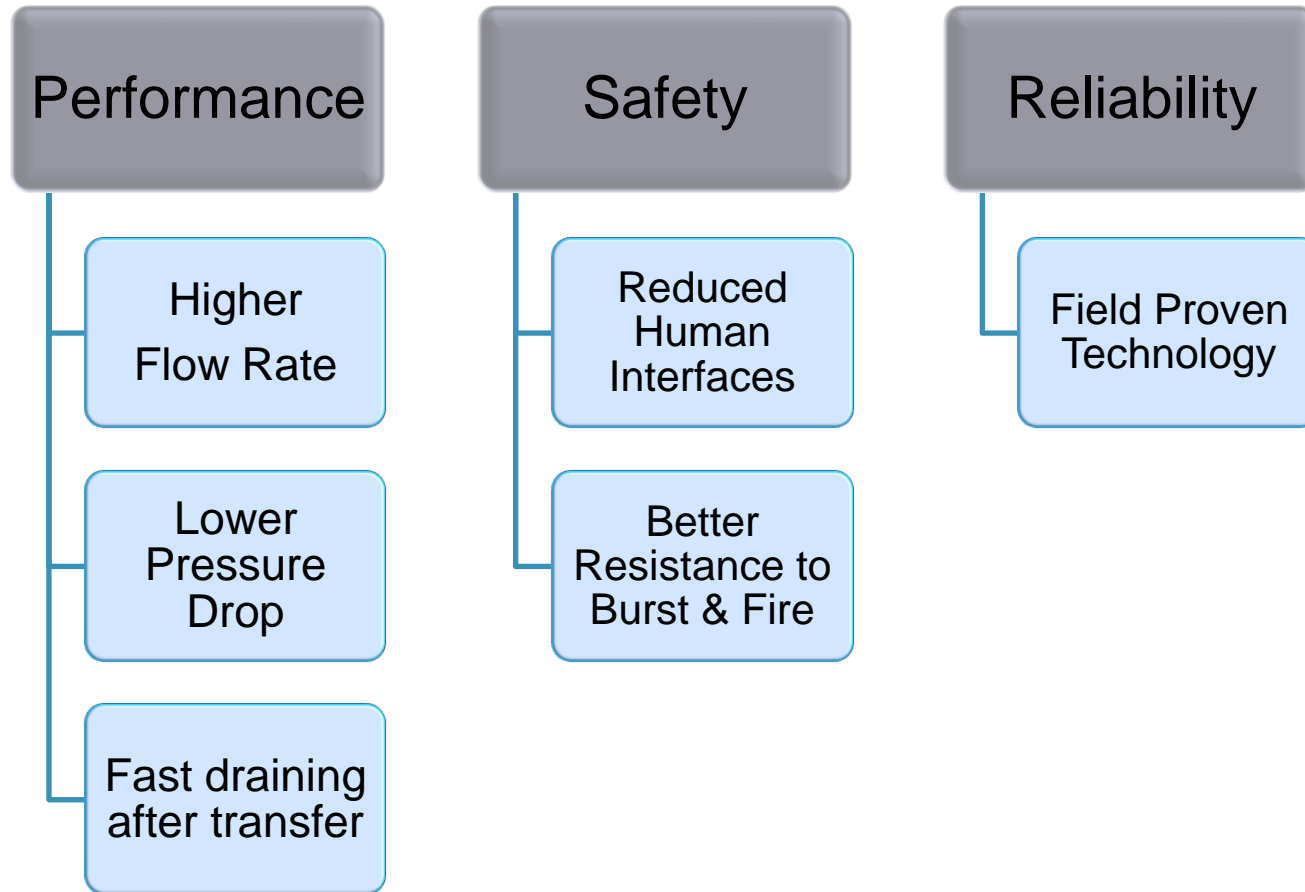 Performance
Higher
Flow Rate
Lower
Pressure
Drop
Fast draining
after transfer
Safety
Reduced
Human
Interfaces
Better
Resistance to
Burst & Fire
Reliability
Field Proven
Technology